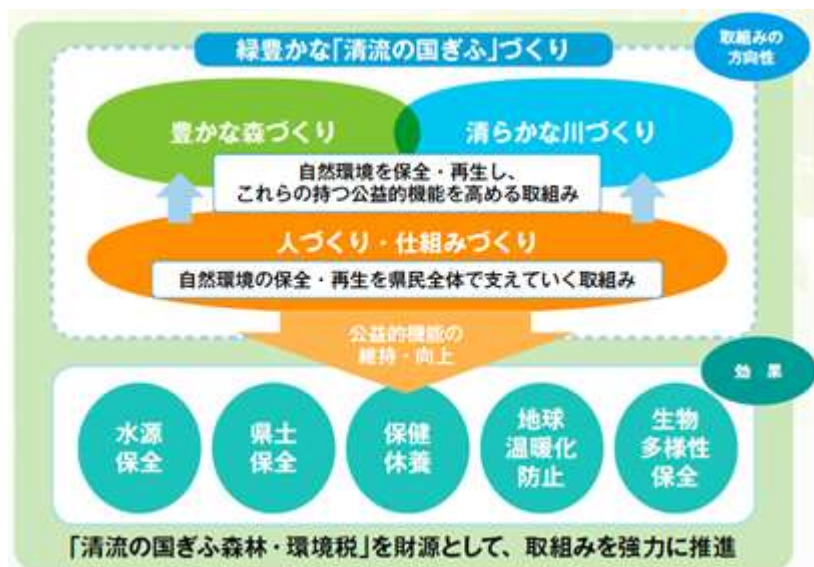 取組みの
方向性
緑豊かな「清流の国ぎふ」づくり
豊かな森づくり
清らかな川づくり
自然環境を保全・再生し、
これらの持つ公益的機能を高める取組み
人づくり・仕組みづくり
自然環境の保全・再生を県民全体で支えていく取組み
公益的機能の
維持・向上
効果
水源
保全
県土
保全
保健
休養
地球
温暖化
防止
生物
多様性
保全
「清流の国ぎふ森林・環境税」を財源として、取組みを強力に推進